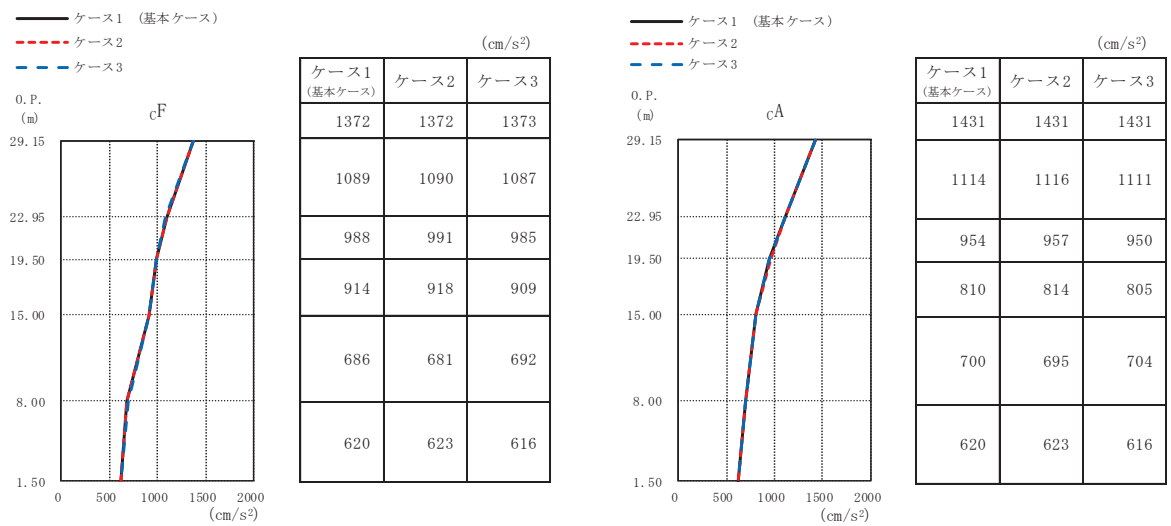 ケース1 (基本ケース)
ケース2
ケース3
O.P.
(m)
cF
29.15
22.95
19.50
15.00
8.00
1.50
0 500 1000 1500 2000
(cm/s²)
(cm/s²)
ケース1 ケース2 ケース3
(基本ケース)
1372 1372 1373
1089 1090 1087
988 991 985
914 918 909
686 681 692
620 623 616
ケース1 (基本ケース)
ケース2
ケース3
O.P.
(m)
cA
29.15
22.95
19.50
15.00
8.00
1.50
0 500 1000 1500 2000
(cm/s²)
(cm/s²)
ケース1 ケース2 ケース3
(基本ケース)
1431 1431 1431
1114 1116 1111
954 957 950
810 814 805
700 695 704
620 623 616